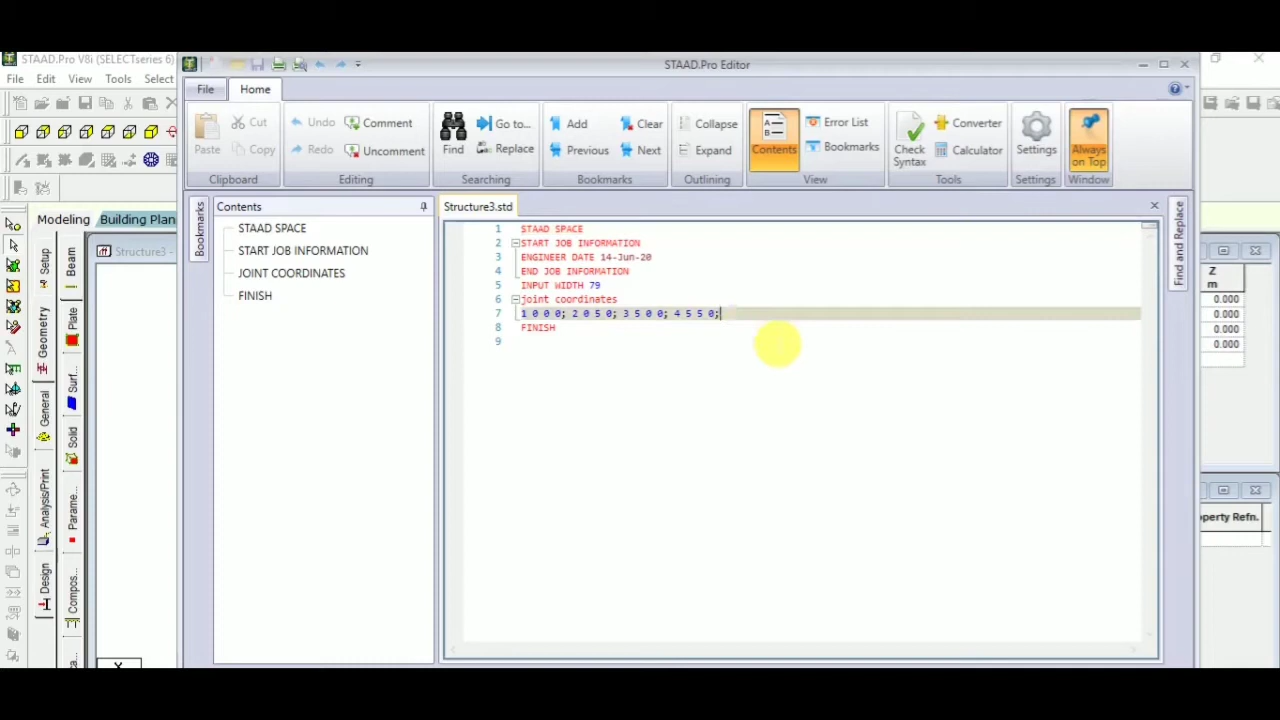 STAAD.Pro V8i (SELECTseries 6)
STAAD.Pro Editor
File Edit View Tools Select
File Home
Paste Cut Copy Undo Redo Comment Uncomment Find Go to... Replace Add Previous Clear Next Collapse Expand Contents Error List Bookmarks Check Syntax Converter Calculator Settings Always on Top
Clipboard Editing Searching Bookmarks Outlining View Tools Settings Window
Modeling Building Plan
Bookmarks
Contents
Structure3.std
Find and Replace
Structure3 -
Setup
Geometry
General
Analysis/Print
Design
Beam
Plate
Surf...
Solid
Parame...
Compos...
STAAD SPACE
START JOB INFORMATION
JOINT COORDINATES
FINISH
1 STAAD SPACE
2 START JOB INFORMATION
3 ENGINEER DATE 14-Jun-20
4 END JOB INFORMATION
5 INPUT WIDTH 79
6 joint coordinates
7 1 0 0 0; 2 0 5 0; 3 5 0 0; 4 5 5 0;
8 FINISH
9
Z
m
0.000
0.000
0.000
0.000
perty Refn.
X